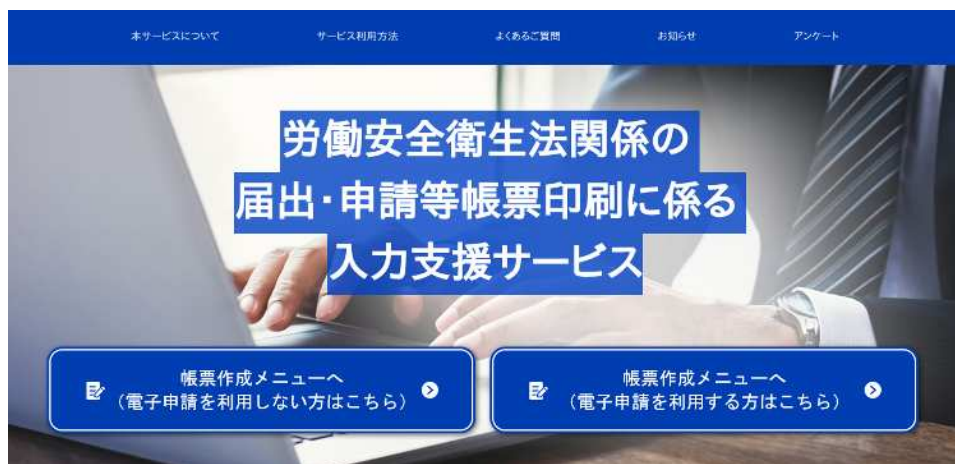 本サービスについて サービス利用方法 よくあるご質問 お知らせ アンケート
労働安全衛生法関係の
届出・申請等帳票印刷に係る
入力支援サービス
帳票作成メニューへ
（電子申請を利用しない方はこちら）
帳票作成メニューへ
（電子申請を利用する方はこちら）